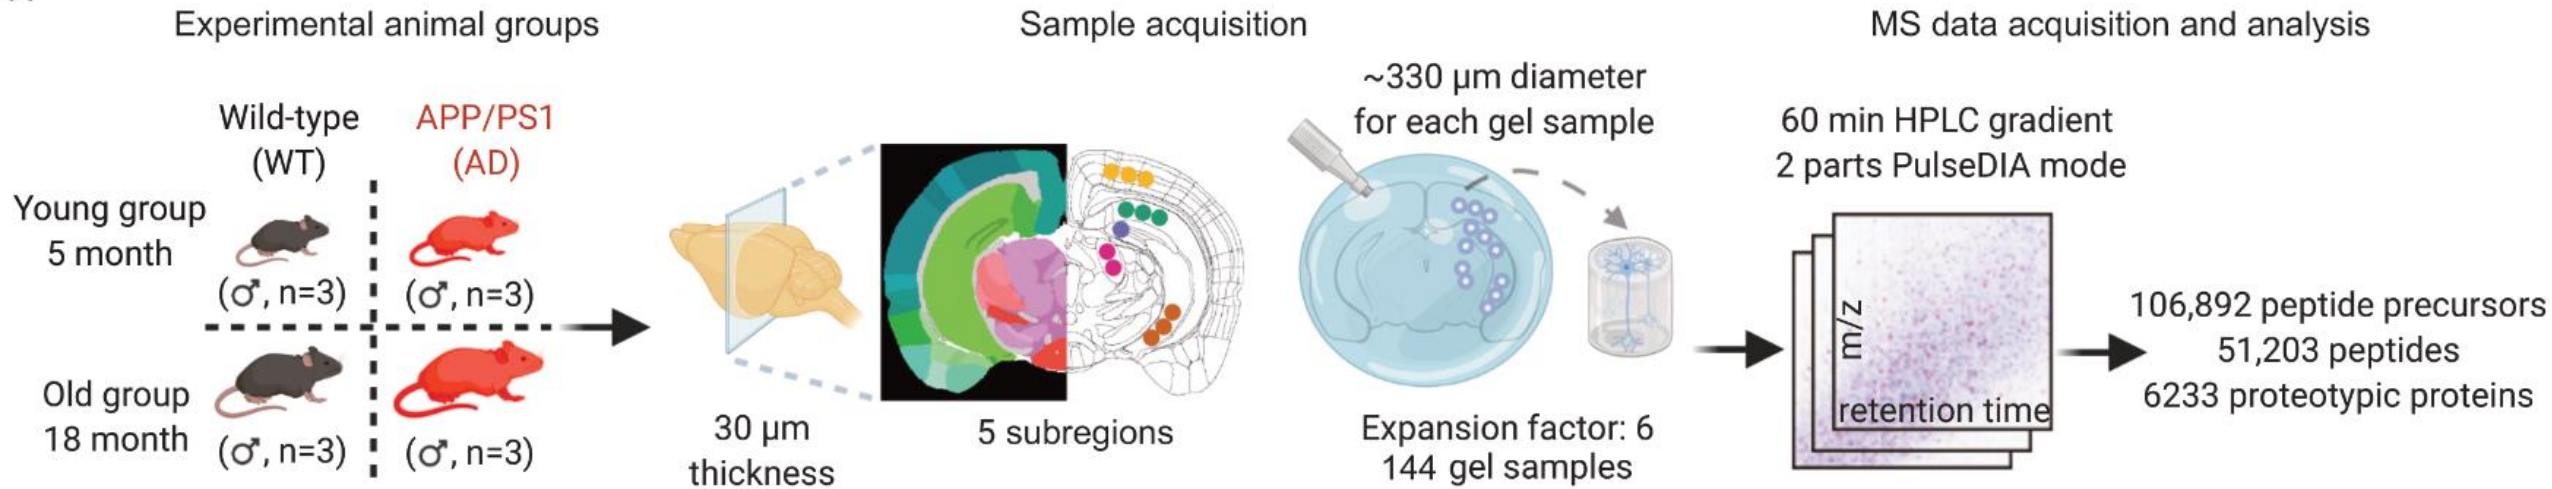 Experimental animal groups
Sample acquisition
MS data acquisition and analysis
Wild-type
(WT)
APP/PS1
(AD)
Young group
5 month
(♂, n=3)
(♂, n=3)
Old group
18 month
(♂, n=3)
(♂, n=3)
30 µm
thickness
5 subregions
~330 µm diameter
for each gel sample
Expansion factor: 6
144 gel samples
60 min HPLC gradient
2 parts PulseDIA mode
m/z
retention time
106,892 peptide precursors
51,203 peptides
6233 proteotypic proteins